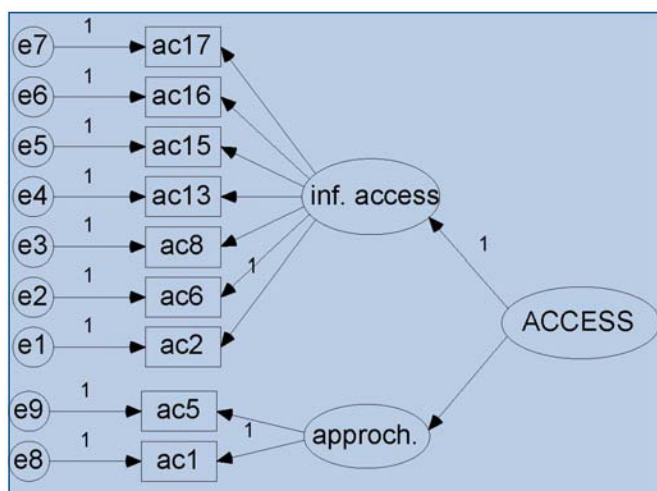 e7 1 ac17
e6 1 ac16
e5 1 ac15
e4 1 ac13 inf. access
e3 1 ac8 1
e2 1 ac6 1
e1 1 ac2 ACCESS
e9 1 ac5
1 approch.
e8 1 ac1